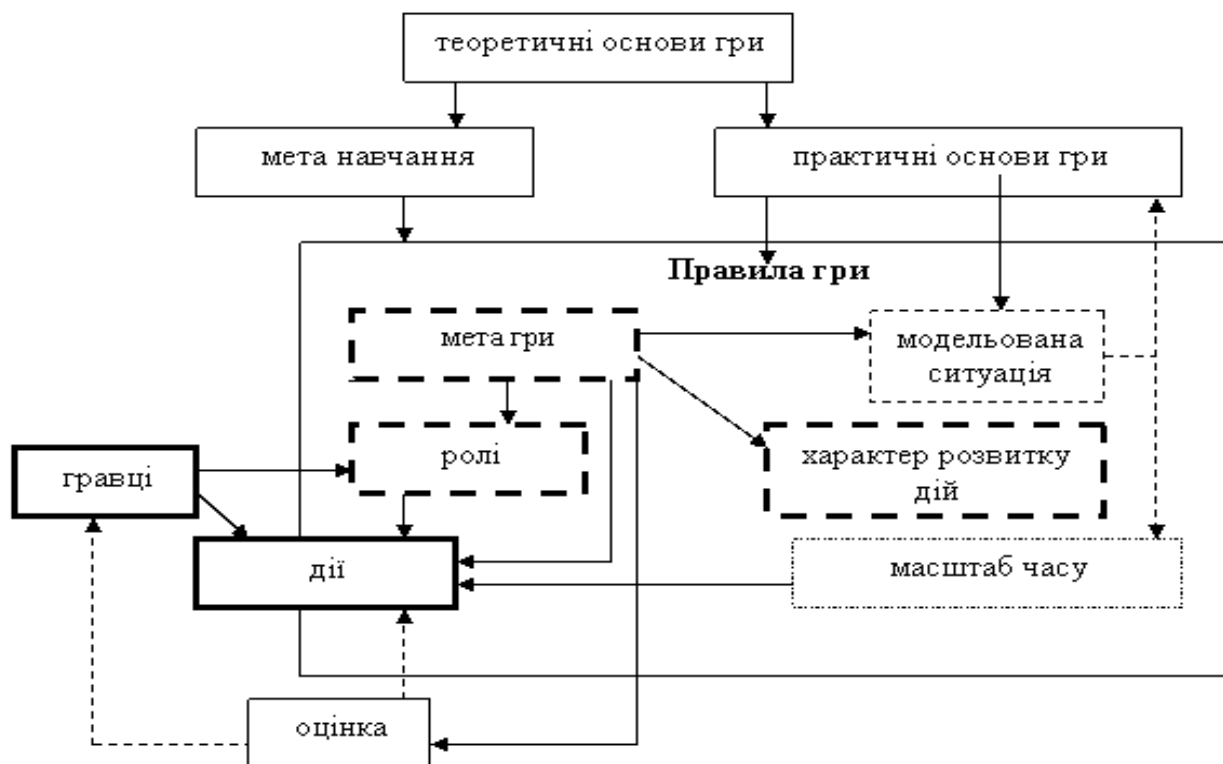 теоретичні основи гри
мета навчання
практичні основи гри
Правила гри
мета гри
модельована
ситуація
ролі
характер розвитку
дій
гравці
дії
масштаб часу
оцінка